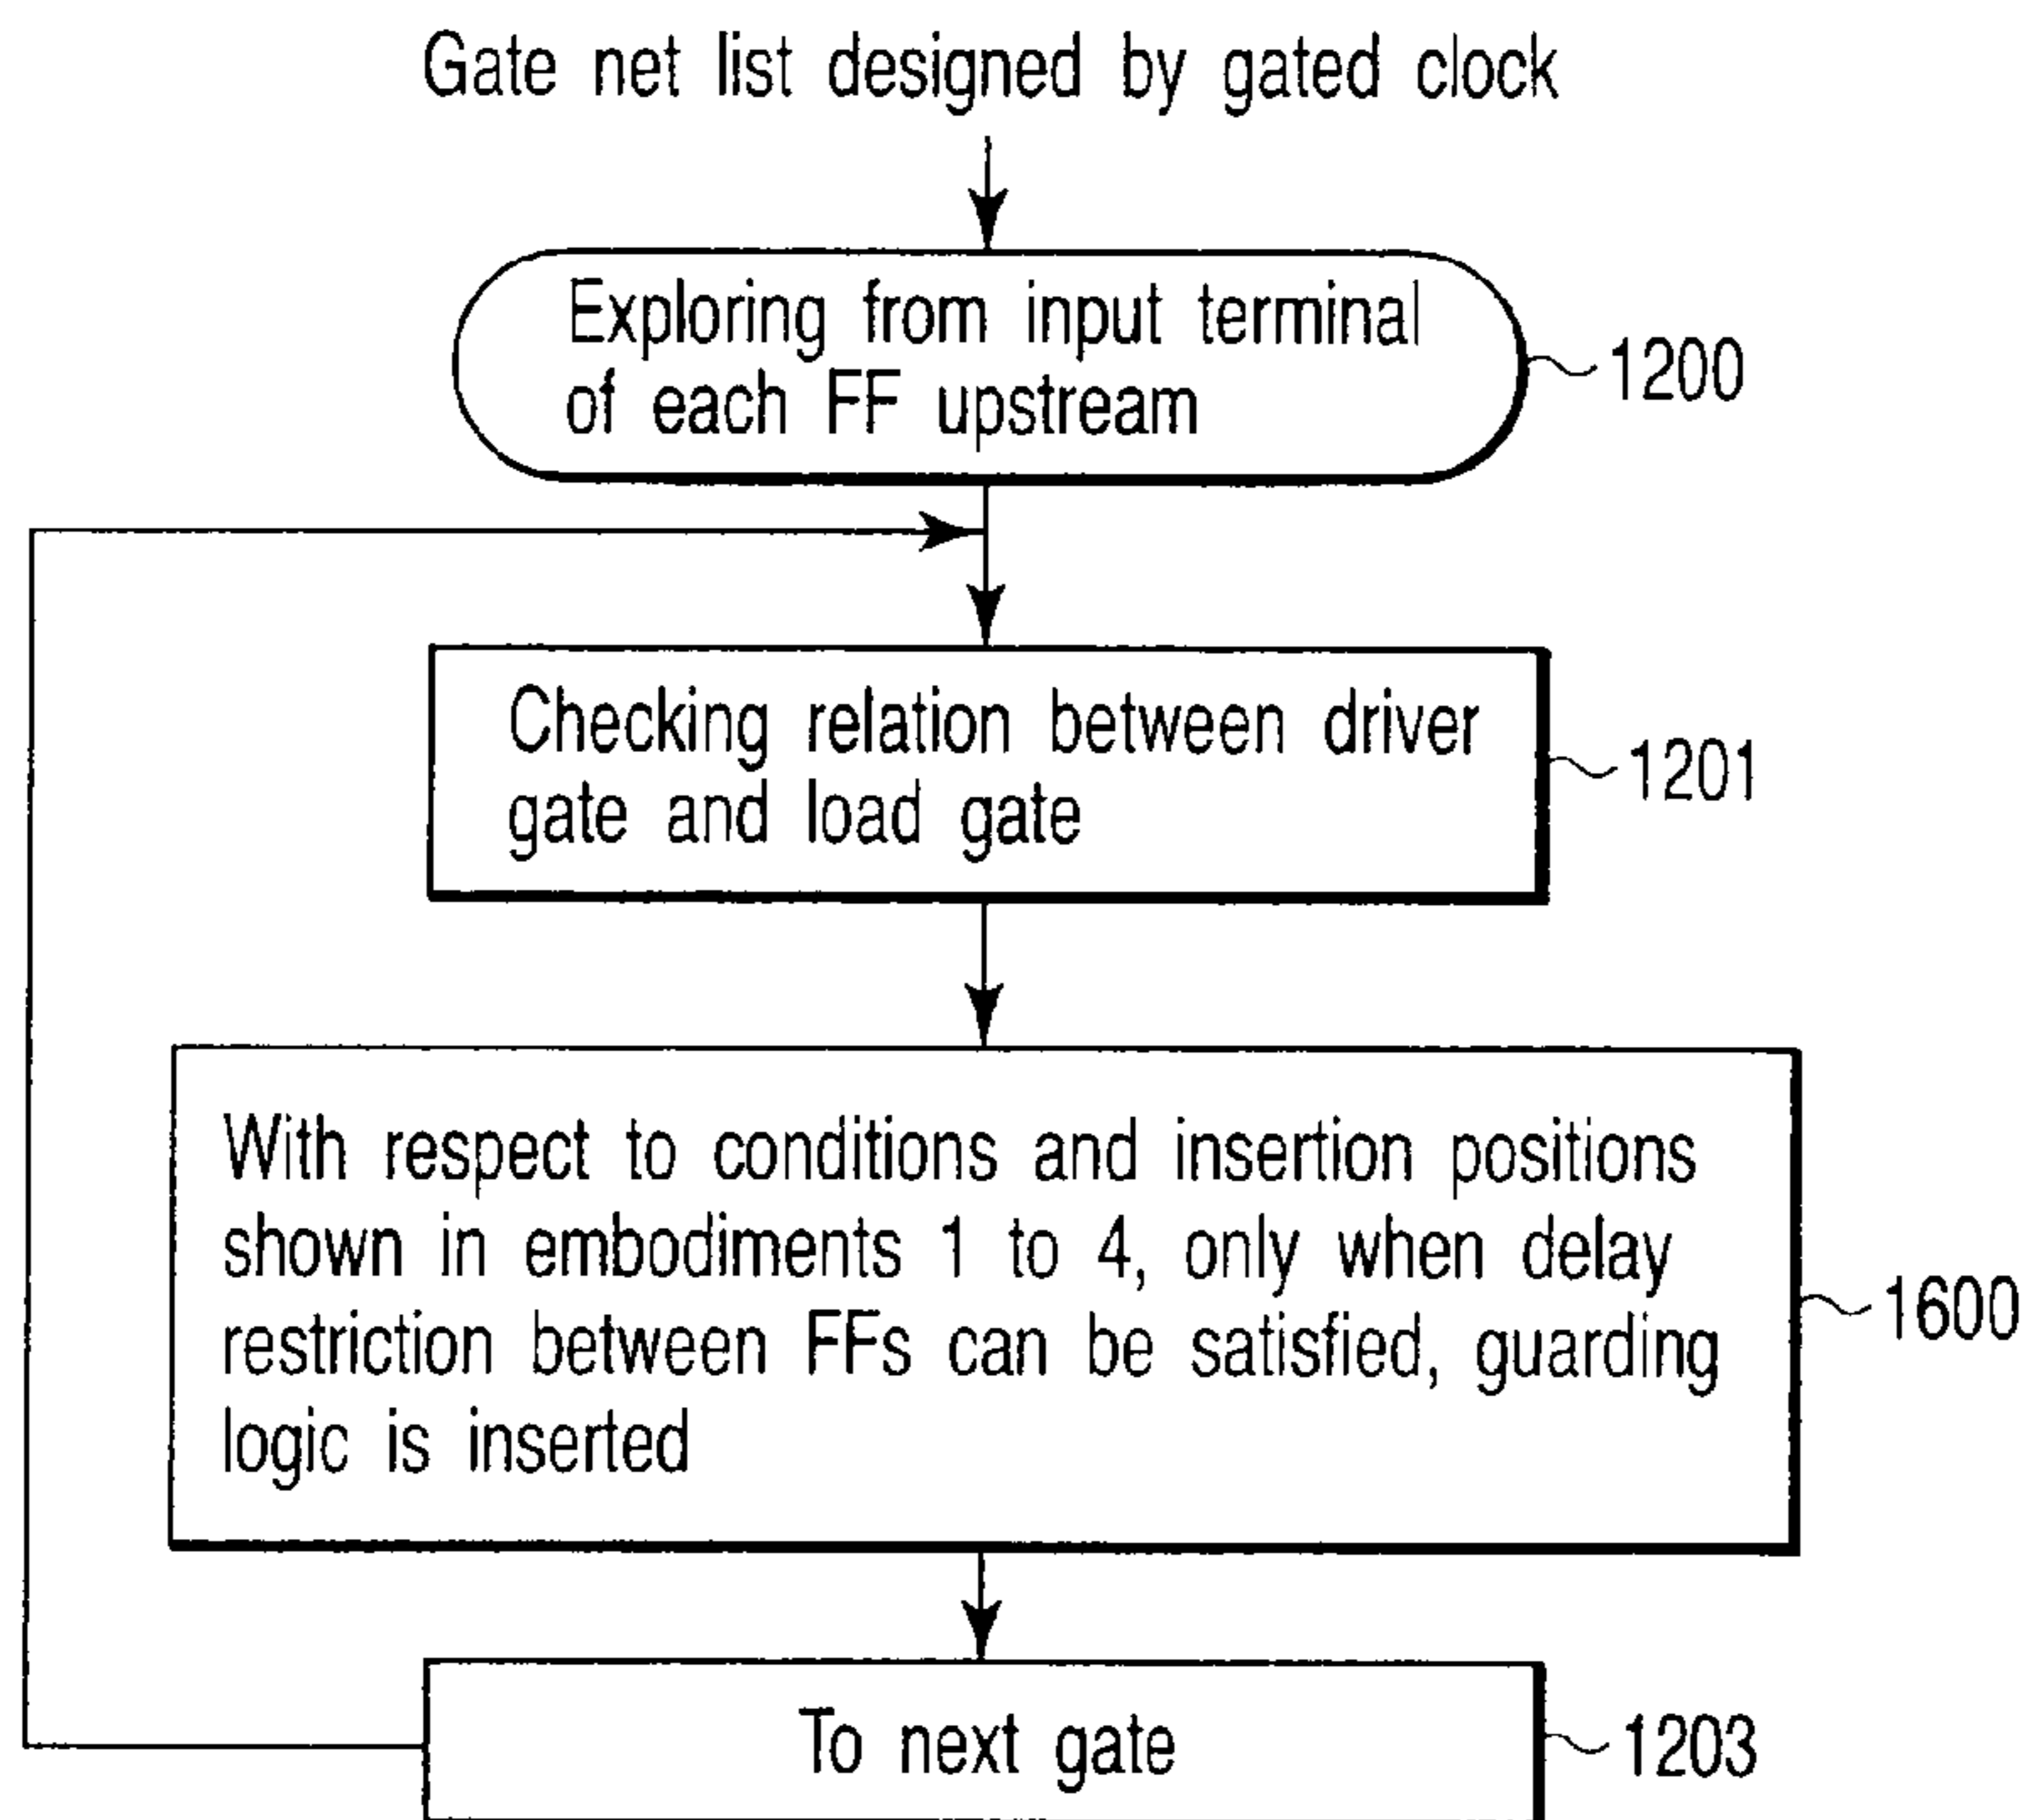 Gate net list designed by gated clock
Exploring from input terminal
of each FF upstream
1200
Checking relation between driver
gate and load gate
1201
With respect to conditions and insertion positions
shown in embodiments 1 to 4, only when delay
restriction between FFs can be satisfied, guarding
logic is inserted
1600
To next gate
1203